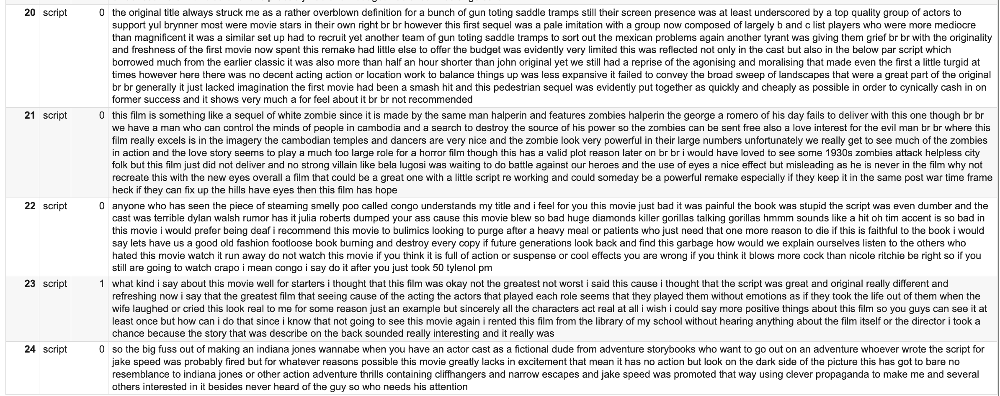 20 script 0 the original title always struck me as a rather overblown definition for a bunch of gun toting saddle tramps still their screen presence was at least underscored by a top quality group of actors to
support yul brynner most were movie stars in their own right br br however this first sequel was a pale imitation with a group now composed of largely b and c list players who were more mediocre
than magnificent it was a similar set up had to recruit yet another team of gun toting saddle tramps to sort out the mexican problems again another tyrant was giving them grief br br with the originality
and freshness of the first movie now spent this remake had little else to offer the budget was evidently very limited this was reflected not only in the cast but also in the below par script which
borrowed much from the earlier classic it was also more than half an hour shorter than john original yet we still had a reprise of the agonising and moralising that made even the first a little turgid at
times however here there was no decent acting action or location work to balance things up was less expansive it failed to convey the broad sweep of landscapes that were a great part of the original
br br generally it just lacked imagination the first movie had been a smash hit and this pedestrian sequel was evidently put together as quickly and cheaply as possible in order to cynically cash in on
former success and it shows very much a for feel about it br br not recommended
21 script 0 this film is something like a sequel of white zombie since it is made by the same man halperin and features zombies halperin the george a romero of his day fails to deliver with this one though br br
we have a man who can control the minds of people in cambodia and a search to destroy the source of his power so the zombies can be sent free also a love interest for the evil man br br where this
film really excels is in the imagery the cambodian temples and dancers are very nice and the zombie look very powerful in their large numbers unfortunately we really get to see much of the zombies
in action and the love story seems to play a much too large role for a horror film though this has a valid plot reason later on br br i would have loved to see some 1930s zombies attack helpless city
folk but this film just did not deliver and no strong villain like bela lugosi was waiting to do battle against our heroes and the use of eyes a nice effect but misleading as he is never in the film why not
recreate this with the new eyes overall a film that could be a great one with a little script re working and could someday be a powerful remake especially if they keep it in the same post war time frame
heck if they can fix up the hills have eyes then this film has hope
22 script 0 anyone who has seen the piece of steaming smelly poo called congo understands my title and i feel for you this movie just bad it was painful the book was stupid the script was even dumber and the
cast was terrible dylan walsh rumor has it julia roberts dumped your ass cause this movie blew so bad huge diamonds killer gorillas talking gorillas hmmm sounds like a hit oh tim accent is so bad in
this movie i would prefer being deaf i recommend this movie to bulimics looking to purge after a heavy meal or patients who just need that one more reason to die if this is faithful to the book i would
say lets have us a good old fashion footloose book burning and destroy every copy if future generations look back and find this garbage how would we explain ourselves listen to the others who
hated this movie watch it run away do not watch this movie if you think it is full of action or suspense or cool effects you are wrong if you think it blows more cock than nicole ritchie be right so if you
still are going to watch crapo i mean congo i say do it after you just took 50 tylenol pm
23 script 1 what kind i say about this movie well for starters i thought that this film was okay not the greatest not worst i said this cause i thought that the script was great and original really different and
refreshing now i say that the greatest film that seeing cause of the acting the actors that played each role seems that they played them without emotions as if they took the life out of them when the
wife laughed or cried this look real to me for some reason just an example but sincerely all the characters act real at all i wish i could say more positive things about this film so you guys can see it at
least once but how can i do that since i know that not going to see this movie again i rented this film from the library of my school without hearing anything about the film itself or the director i took a
chance because the story that was describe on the back sounded really interesting and it really was
24 script 0 so the big fuss out of making an indiana jones wannabe when you have an actor cast as a fictional dude from adventure storybooks who want to go out on an adventure whoever wrote the script for
jake speed was probably fired but for whatever reasons possible this movie greatly lacks in excitement that mean it has no action but look on the dark side of the picture this has got to bare no
resemblance to indiana jones or other action adventure thrills containing cliffhangers and narrow escapes and jake speed was promoted that way using clever propaganda to make me and several
others interested in it besides never heard of the guy so who needs his attention